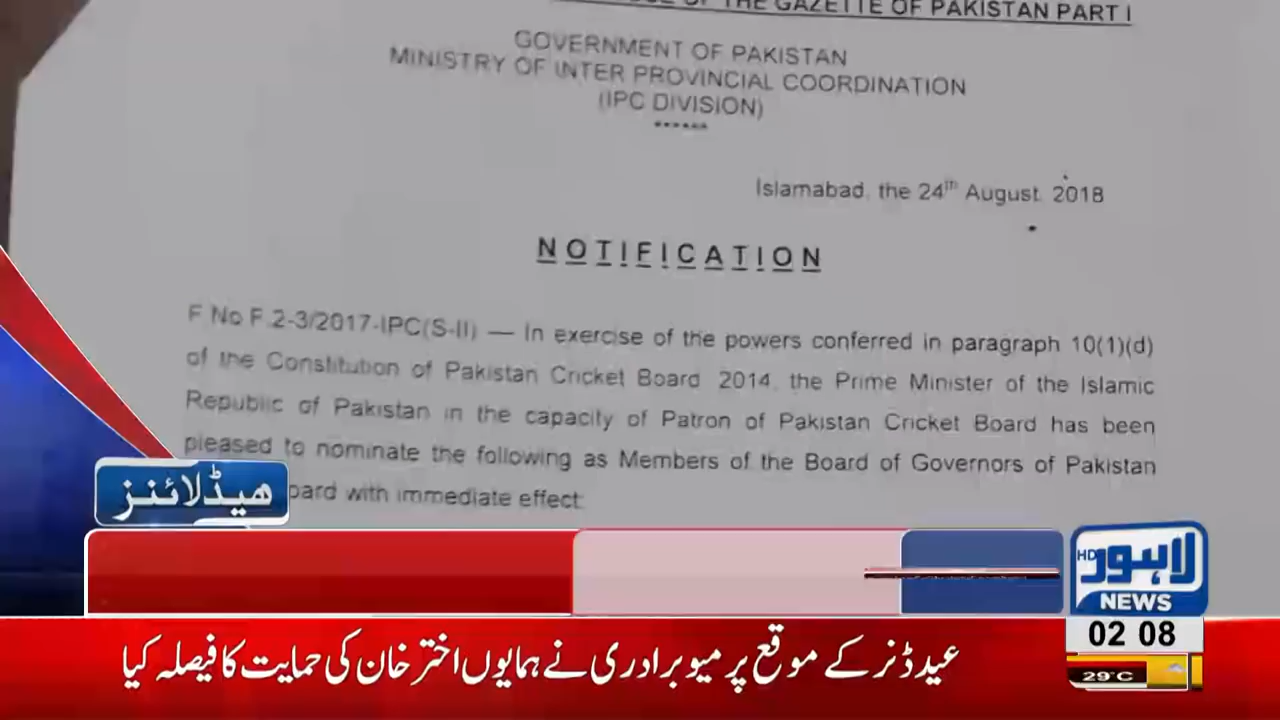 OF THE GAZETTE OF PAKISTAN PART I
GOVERNMENT OF PAKISTAN
MINISTRY OF INTER PROVINCIAL COORDINATION
(IPC DIVISION)
******
Islamabad, the 24th August, 2018
NOTIFICATION
F No F.2-3/2017-IPC(S-II) — In exercise of the powers conferred in paragraph 10(1)(d)
of the Constitution of Pakistan Cricket Board 2014, the Prime Minister of the Islamic
Republic of Pakistan in the capacity of Patron of Pakistan Cricket Board has been
pleased to nominate the following as Members of the Board of Governors of Pakistan
oard with immediate effect:
ھیڈلائنز
لاہور
HD
NEWS
02 08
29°C
عید ڈنر کے موقع پر میو برادری نے ہمایوں اختر خان کی حمایت کا فیصلہ کیا